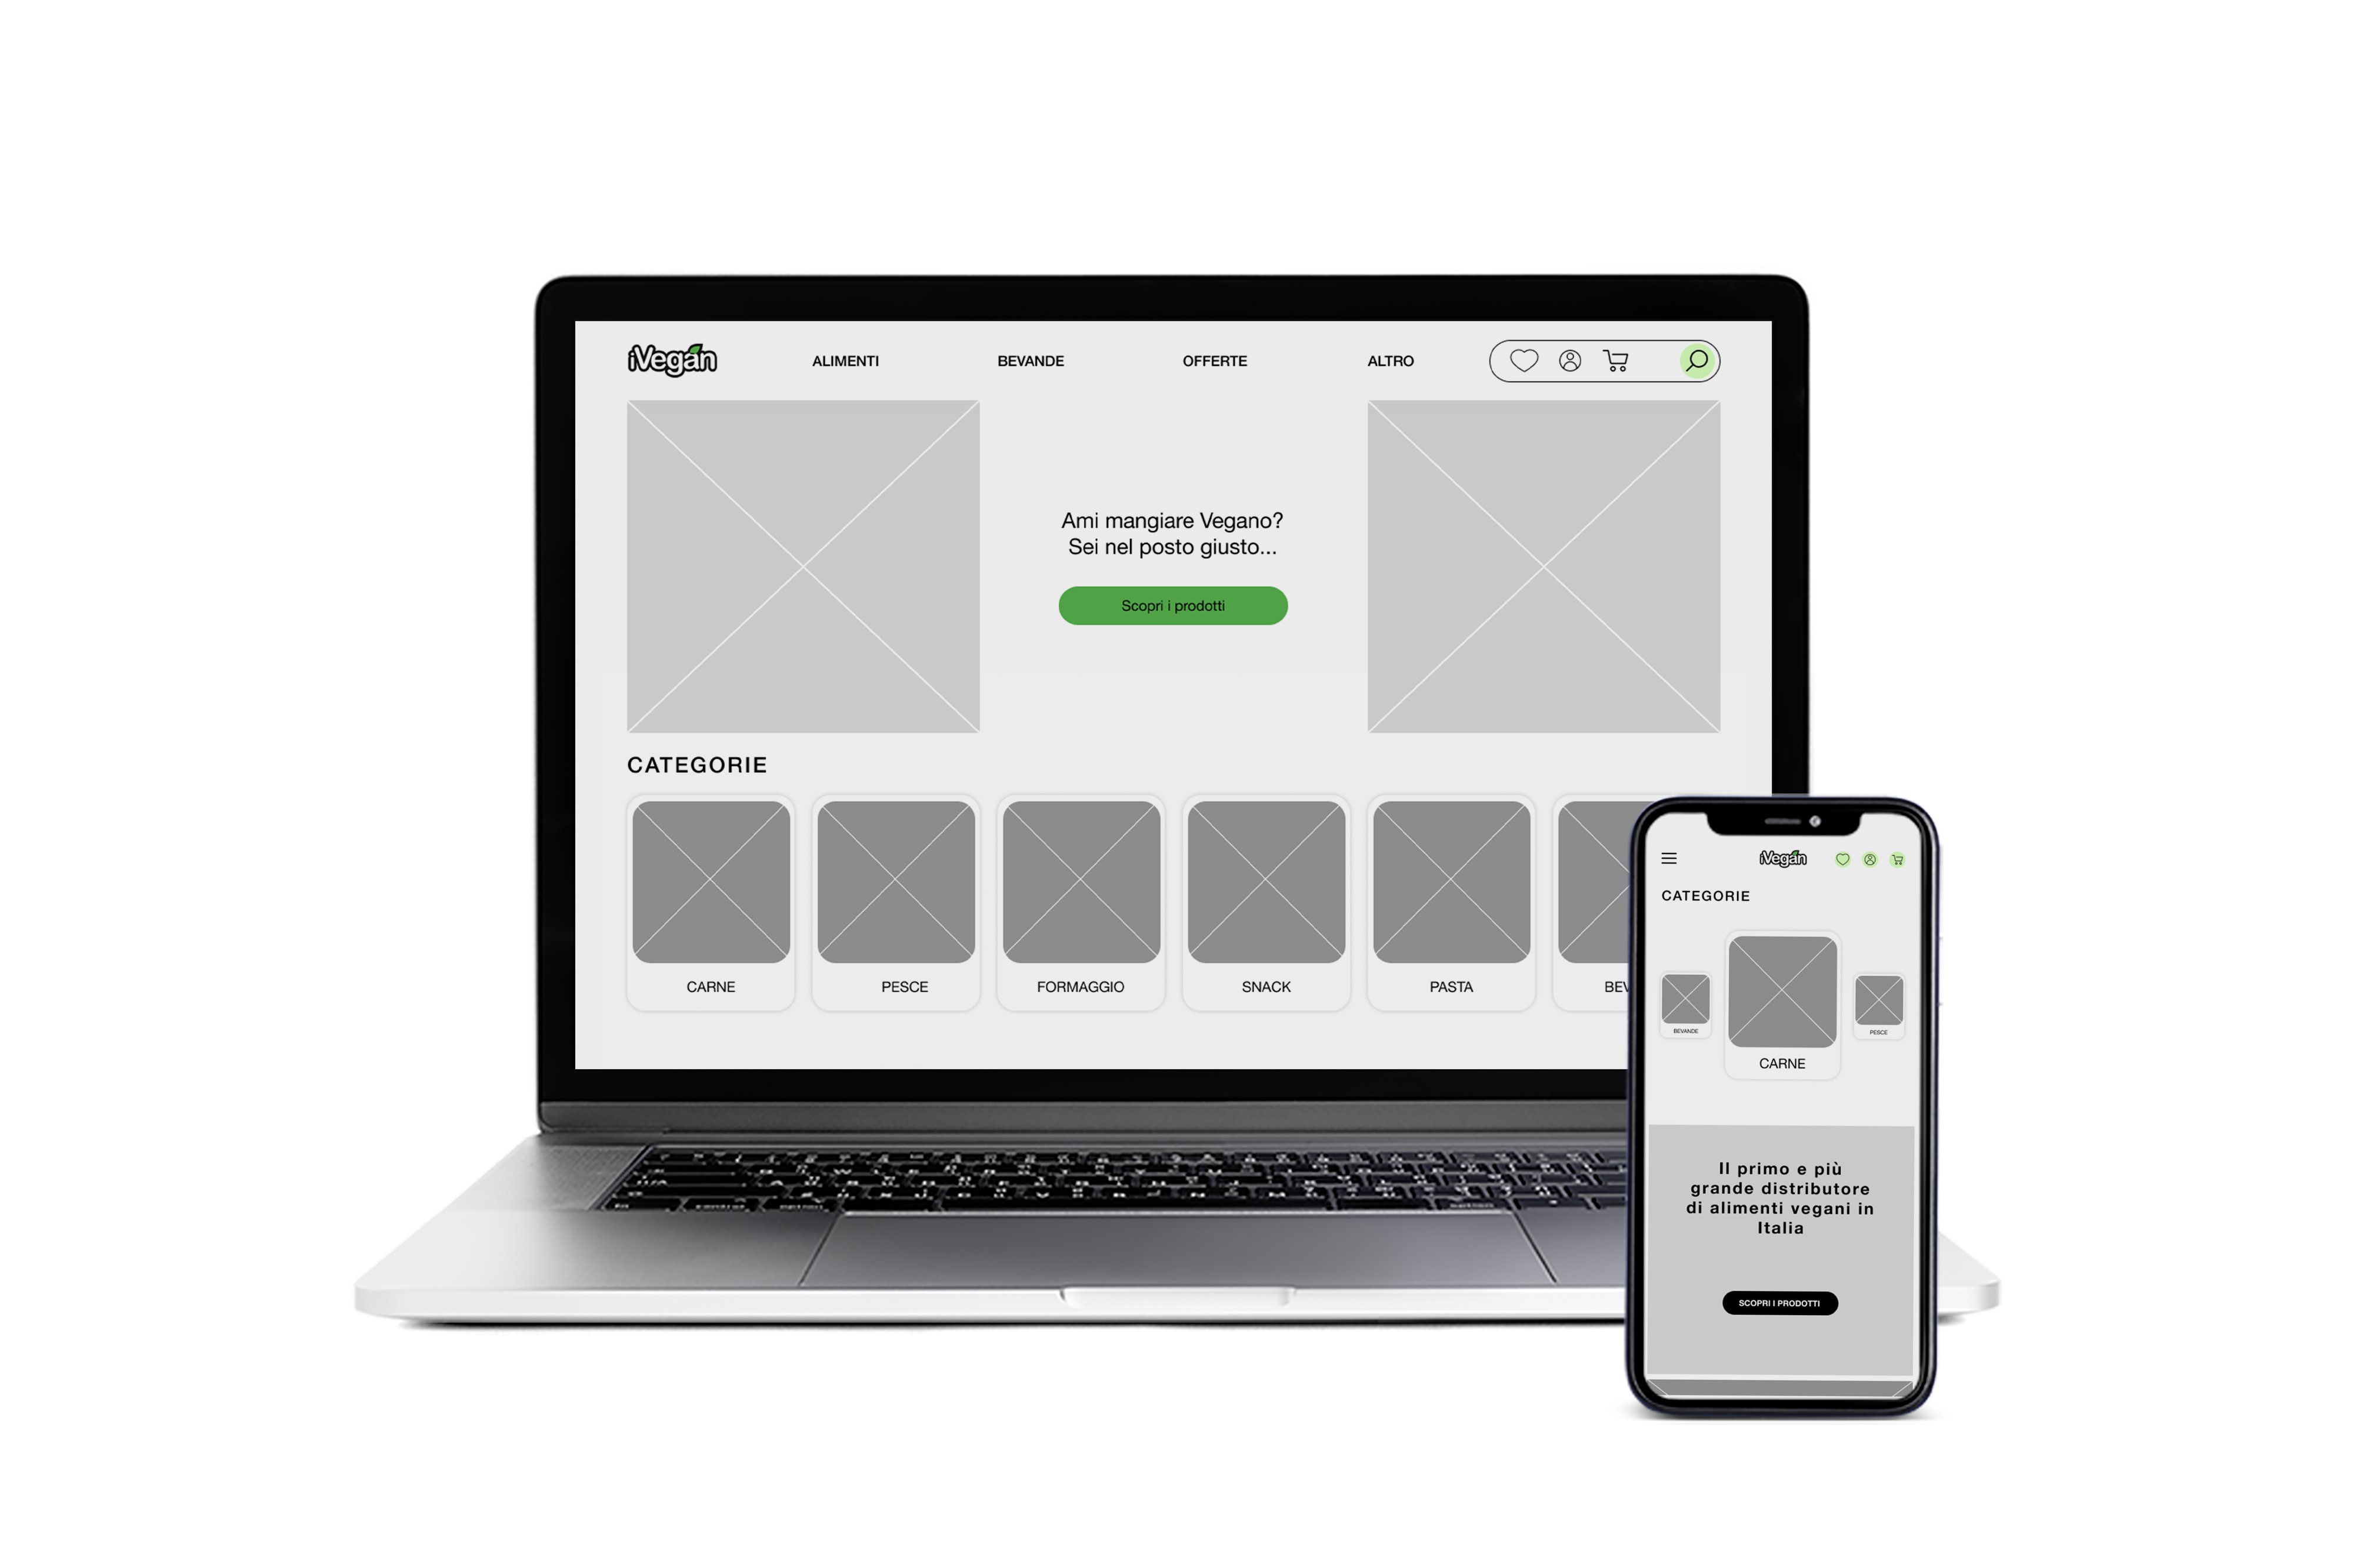 iVegan
ALIMENTI
BEVANDE
OFFERTE
ALTRO
Ami mangiare Vegano?
Sei nel posto giusto...
Scopri i prodotti
CATEGORIE
CARNE
PESCE
FORMAGGIO
SNACK
PASTA
BEV
iVegan
CATEGORIE
BEVANDE
CARNE
PESCE
Il primo e più
grande distributore
di alimenti vegani in
Italia
SCOPRI I PRODOTTI